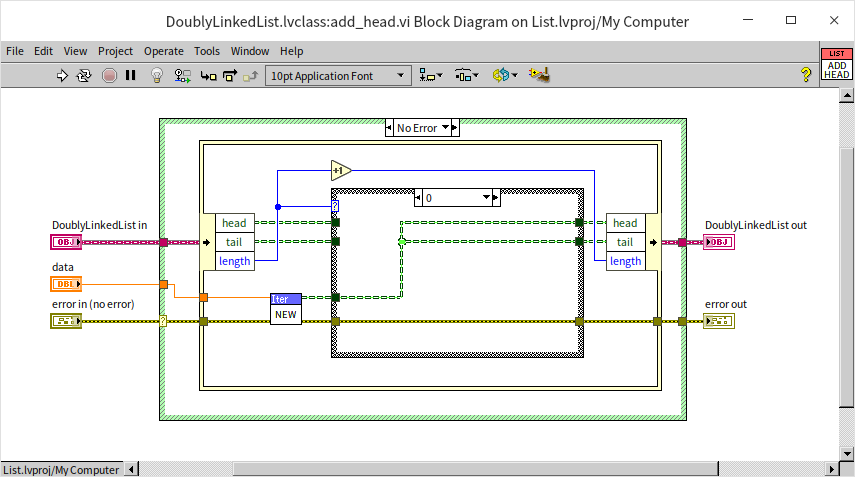 DoublyLinkedList.lvclass:add_head.vi Block Diagram on List.lvproj/My Computer
File Edit View Project Operate Tools Window Help
10pt Application Font
?
LIST
ADD
HEAD
No Error
+1
0
?
DoublyLinkedList in
OBJ
head
tail
length
head
tail
length
DoublyLinkedList out
OBJ
data
DBL
Iter
NEW
error in (no error)
?
error out
List.lvproj/My Computer